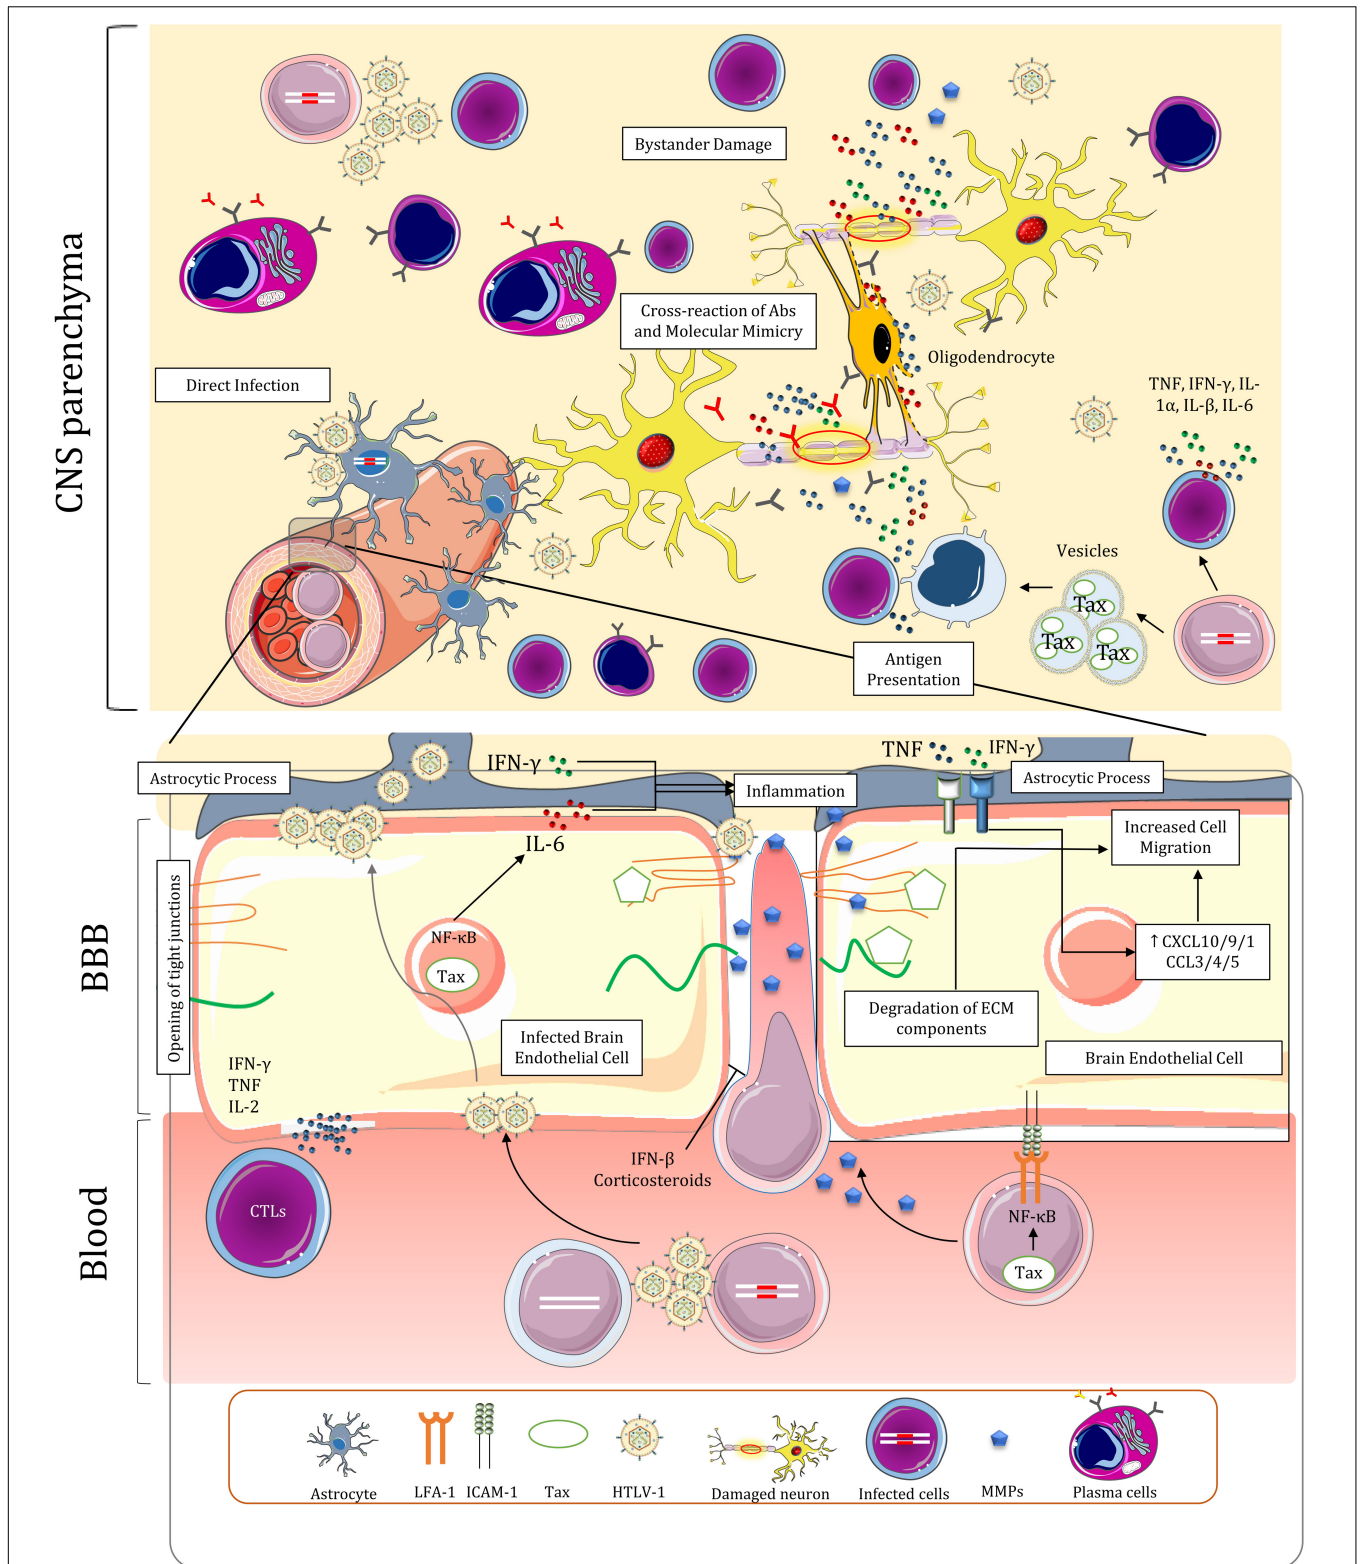 CNS parenchyma
Bystander Damage
Cross-reaction of Abs
and Molecular Mimicry
Oligodendrocyte
Direct Infection
TNF, IFN-γ, IL-
1α, IL-β, IL-6
Vesicles
Tax
Tax
Tax
Antigen
Presentation
BBB
Astrocytic Process
IFN-γ
IL-6
Inflammation
TNF
IFN-γ
Astrocytic Process
Increased Cell
Migration
Opening of tight junctions
NF-κB
Tax
↑CXCL10/9/1
CCL3/4/5
Degradation of ECM
components
Infected Brain
Endothelial Cell
Brain Endothelial Cell
IFN-γ
TNF
IL-2
Blood
IFN-β
Corticosteroids
CTLs
NF-κB
Tax
Astrocyte
LFA-1
ICAM-1
Tax
HTLV-1
Damaged neuron
Infected cells
MMPs
Plasma cells